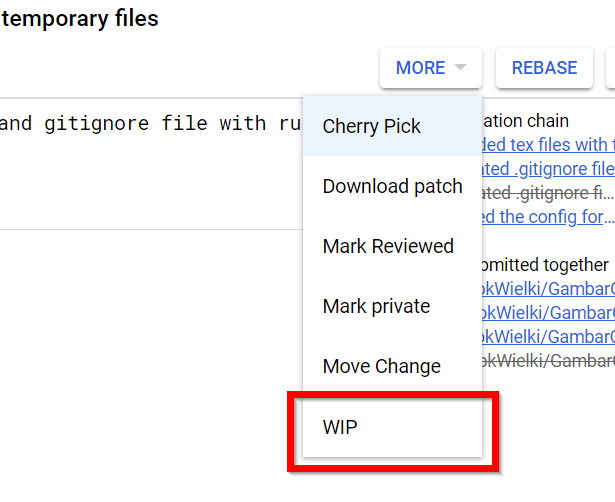 temporary files
MORE REBASE
and gitignore file with ru
Cherry Pick
Download patch
Mark Reviewed
Mark private
Move Change
WIP
ation chain
ded tex files with t
ated .gitignore file
ated .gitignore fi...
ed the config for...
bmitted together
okWielki/GambarC
okWielki/GambarC
okWielki/GambarC
okWielki/GambarC